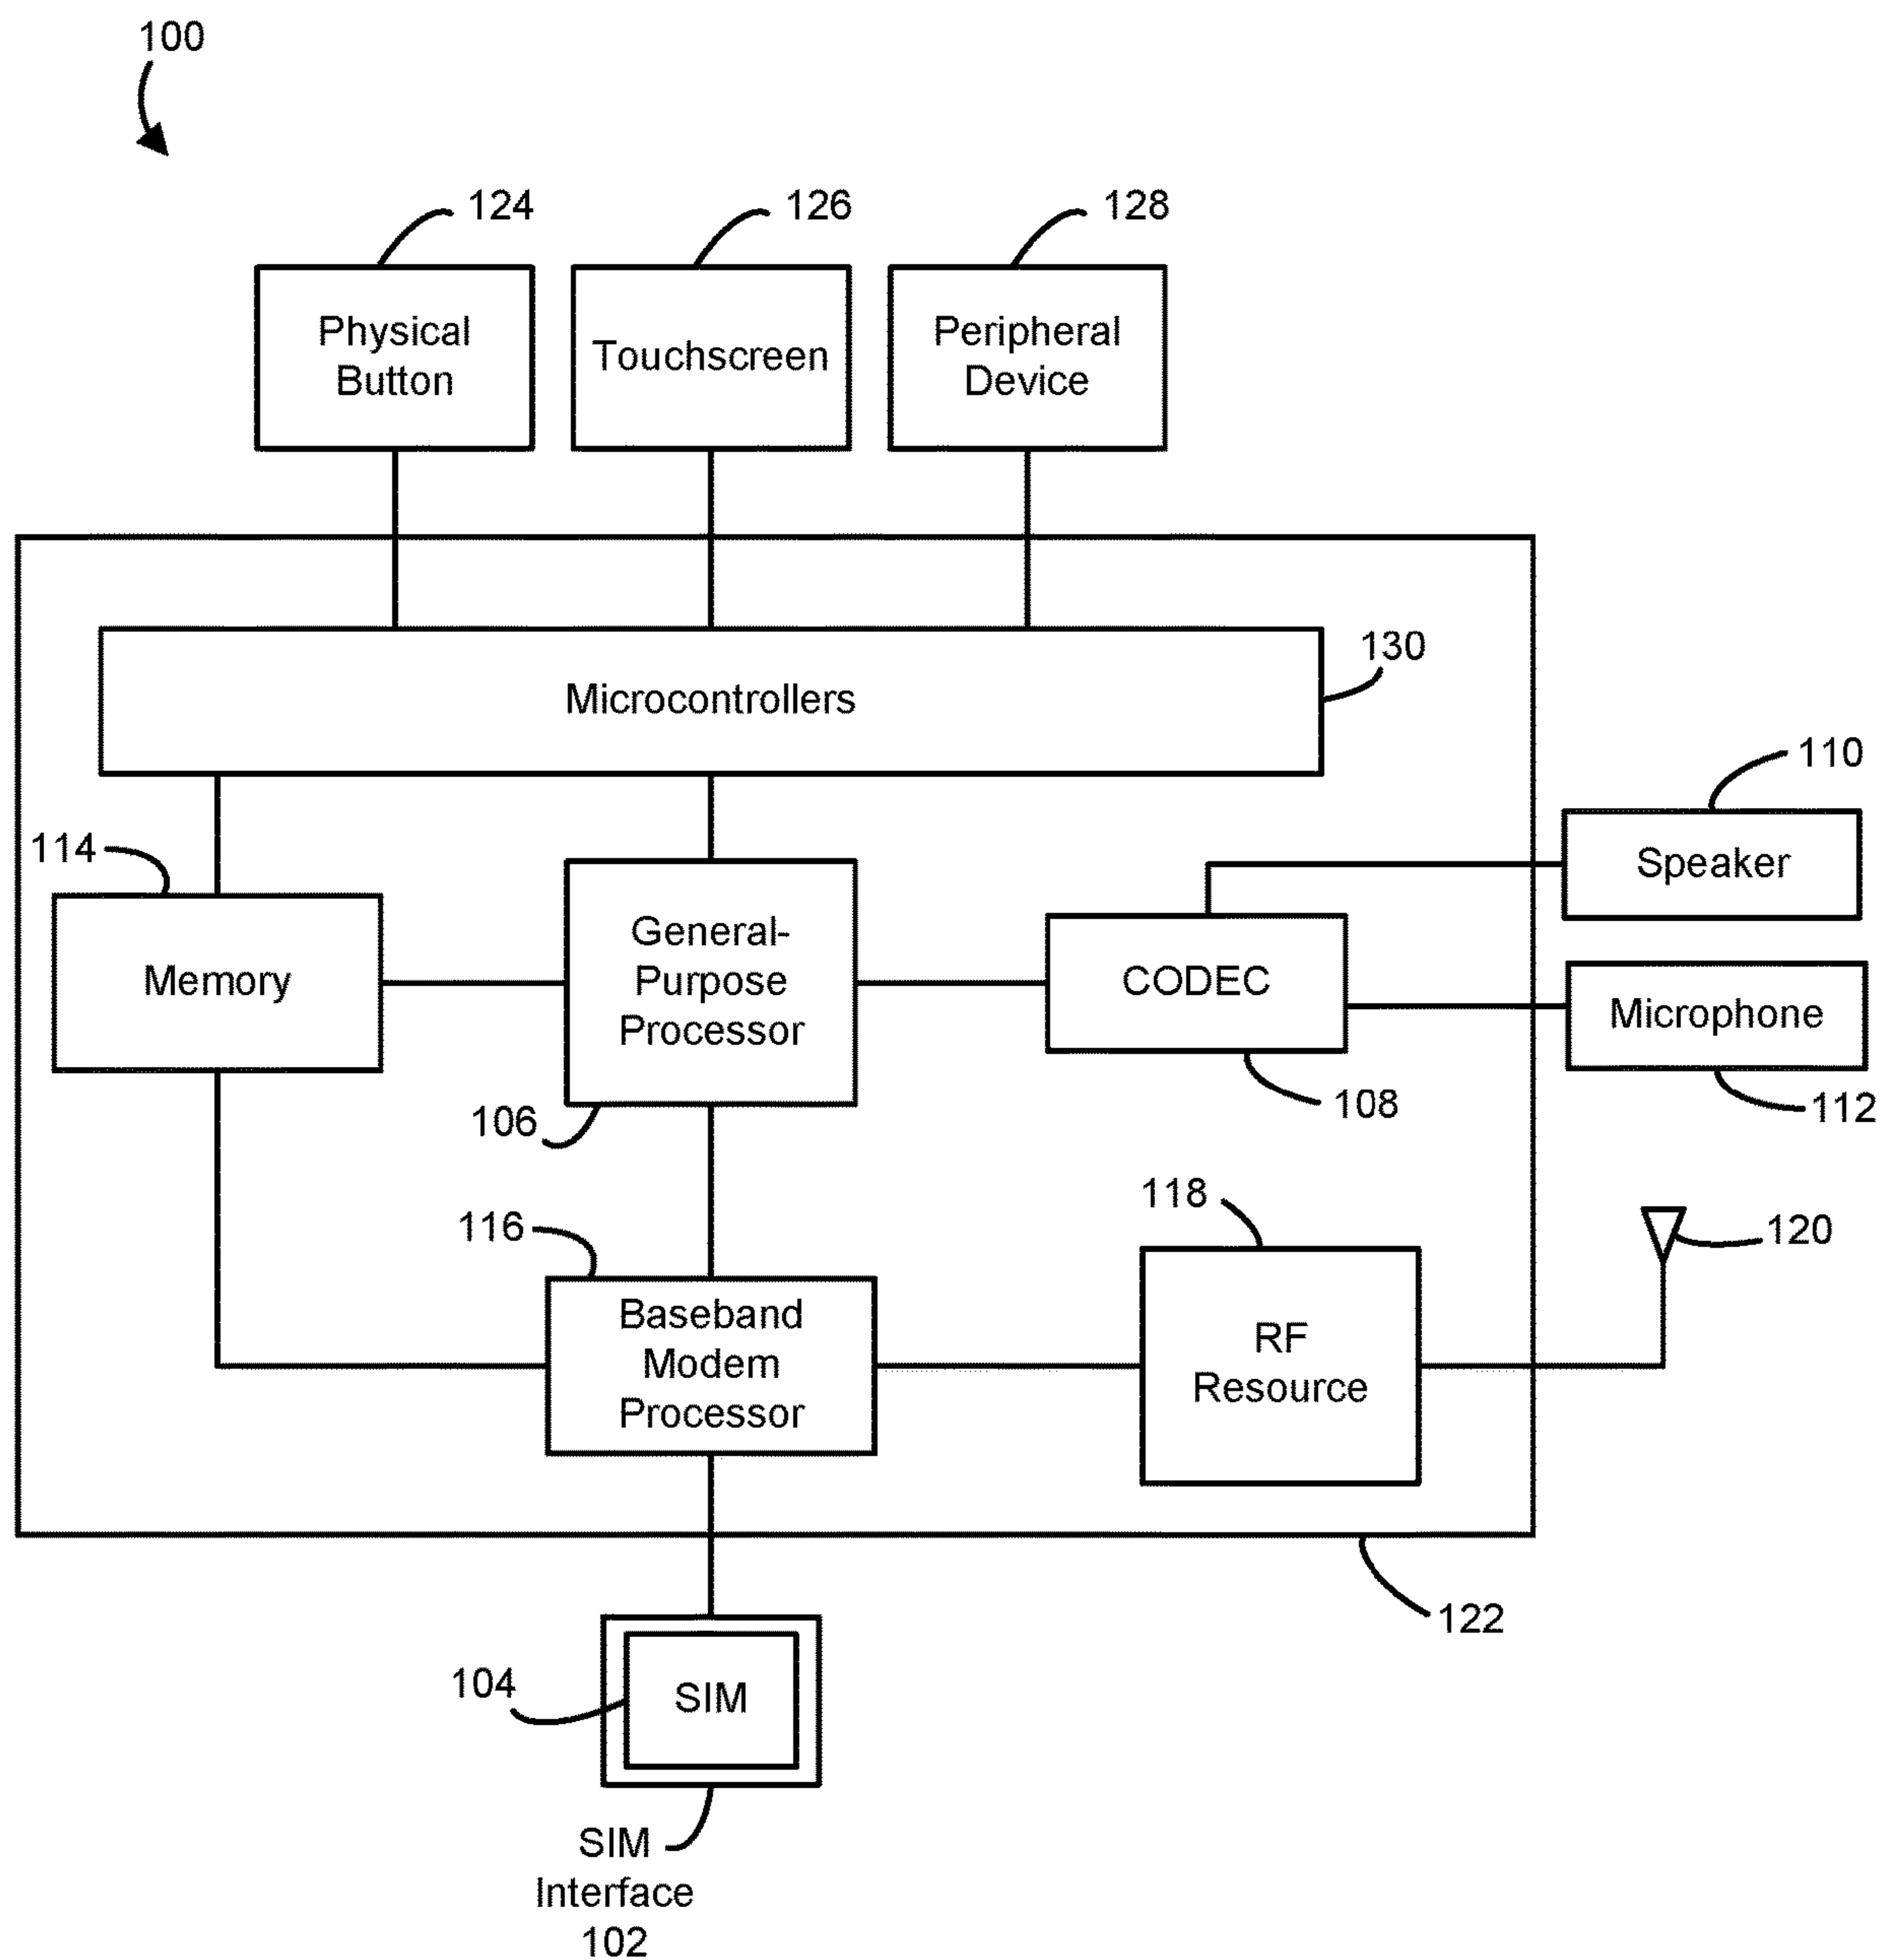 100
124
126
128
Physical
Button
Touchscreen
Peripheral
Device
130
Microcontrollers
110
Speaker
114
Memory
General-
Purpose
Processor
CODEC
Microphone
106
108
112
118
116
120
Baseband
Modem
Processor
RF
Resource
122
104
SIM
SIM
Interface
102